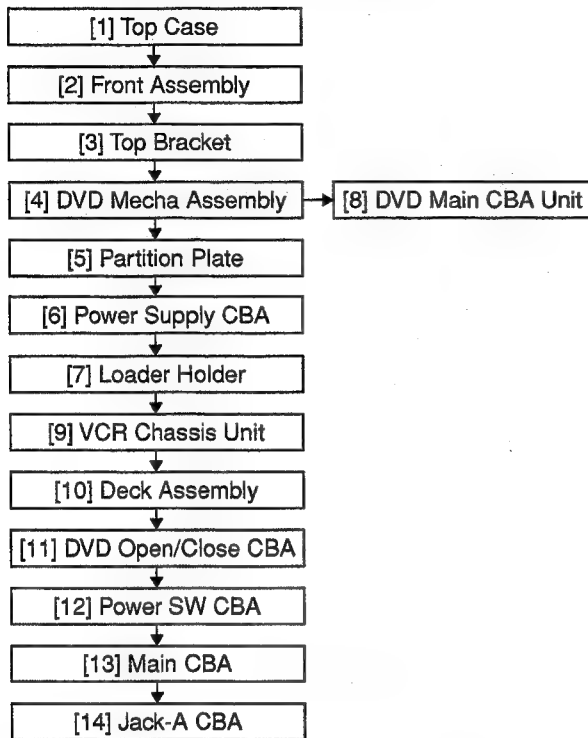 [1] Top Case
[2] Front Assembly
[3] Top Bracket
[4] DVD Mecha Assembly
[8] DVD Main CBA Unit
[5] Partition Plate
[6] Power Supply CBA
[7] Loader Holder
[9] VCR Chassis Unit
[10] Deck Assembly
[11] DVD Open/Close CBA
[12] Power SW CBA
[13] Main CBA
[14] Jack-A CBA